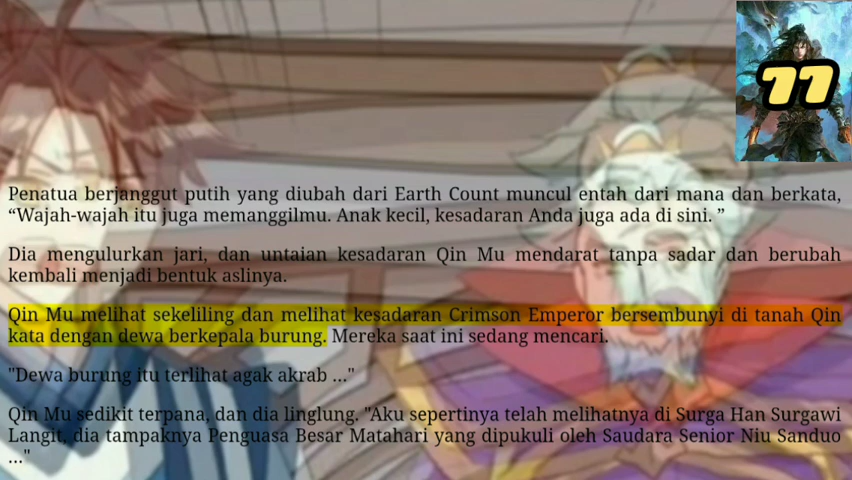 77
Penatua berjanggut putih yang diubah dari Earth Count muncul entah dari mana dan berkata,
“Wajah-wajah itu juga memanggilmu. Anak kecil, kesadaran Anda juga ada di sini. ”
Dia mengulurkan jari, dan untaian kesadaran Qin Mu mendarat tanpa sadar dan berubah
kembali menjadi bentuk aslinya.
Qin Mu melihat sekeliling dan melihat kesadaran Crimson Emperor bersembunyi di tanah Qin
kata dengan dewa berkepala burung. Mereka saat ini sedang mencari.
"Dewa burung itu terlihat agak akrab ..."
Qin Mu sedikit terpana, dan dia linglung. "Aku sepertinya telah melihatnya di Surga Han Surgawi
Langit, dia tampaknya Penguasa Besar Matahari yang dipukuli oleh Saudara Senior Niu Sanduo
..."